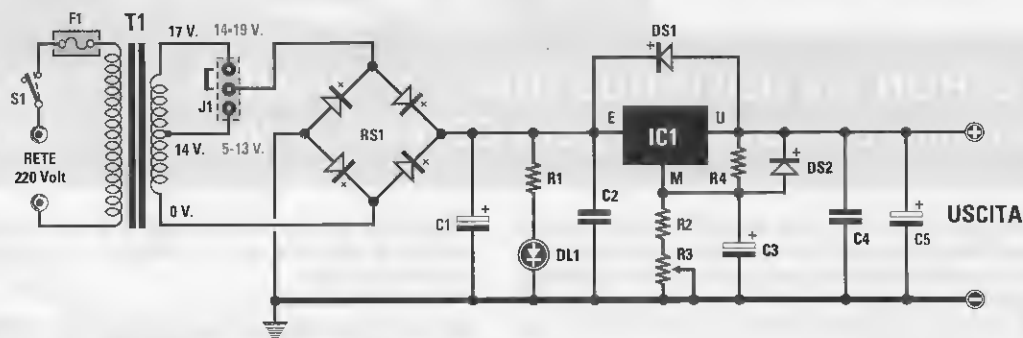 F1
T1
17 V.
14-19 V.
S1
J1
RETE
220 Volt
14 V.
5-13 V.
0 V.
RS1
C1
+
R1
DL1
C2
DS1
+
E
IC1
U
M
R4
DS2
+
R2
R3
C3
+
C4
C5
+
USCITA
+
−